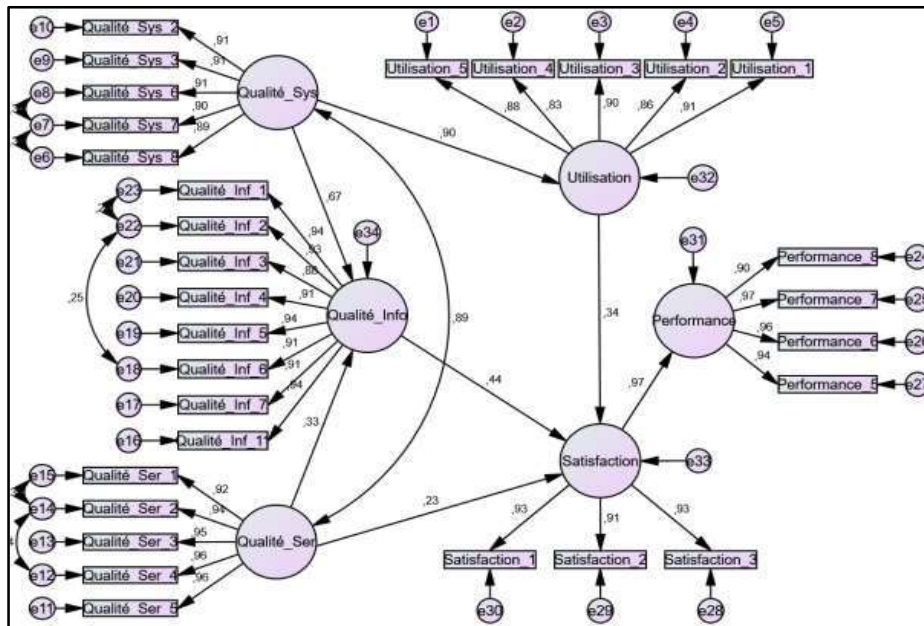 e10 Qualité_Sys_2 ,91
e9 Qualité_Sys_3 ,91
e8 Qualité_Sys_6 ,91
e7 Qualité_Sys_7 ,90
e6 Qualité_Sys_8 ,89
Qualité_Sys
e1 e2 e3 e4 e5
Utilisation_5 Utilisation_4 Utilisation_3 Utilisation_2 Utilisation_1
,88 ,83 ,90 ,86 ,91
,90
Utilisation
e32
,67
e23 Qualité_Inf_1 ,94
e22 Qualité_Inf_2 ,93
e21 Qualité_Inf_3
e20 Qualité_Inf_4 ,91
e19 Qualité_Inf_5 ,94
e18 Qualité_Inf_6 ,91
e17 Qualité_Inf_7 ,91
e16 Qualité_Inf_11
,25
e34
Qualité_Info
,89
,34
,44
,33
e31
Performance
,90 Performance_8
,97 Performance_7
,96 Performance_6 e26
,94 Performance_5 e27
,97
e15 Qualité_Ser_1 ,92
e14 Qualité_Ser_2 ,94
e13 Qualité_Ser_3 ,95
e12 Qualité_Ser_4 ,96
e11 Qualité_Ser_5 ,96
Qualité_Ser
,23
Satisfaction
e33
,93 ,91 ,93
Satisfaction_1 Satisfaction_2 Satisfaction_3
e30 e29 e28